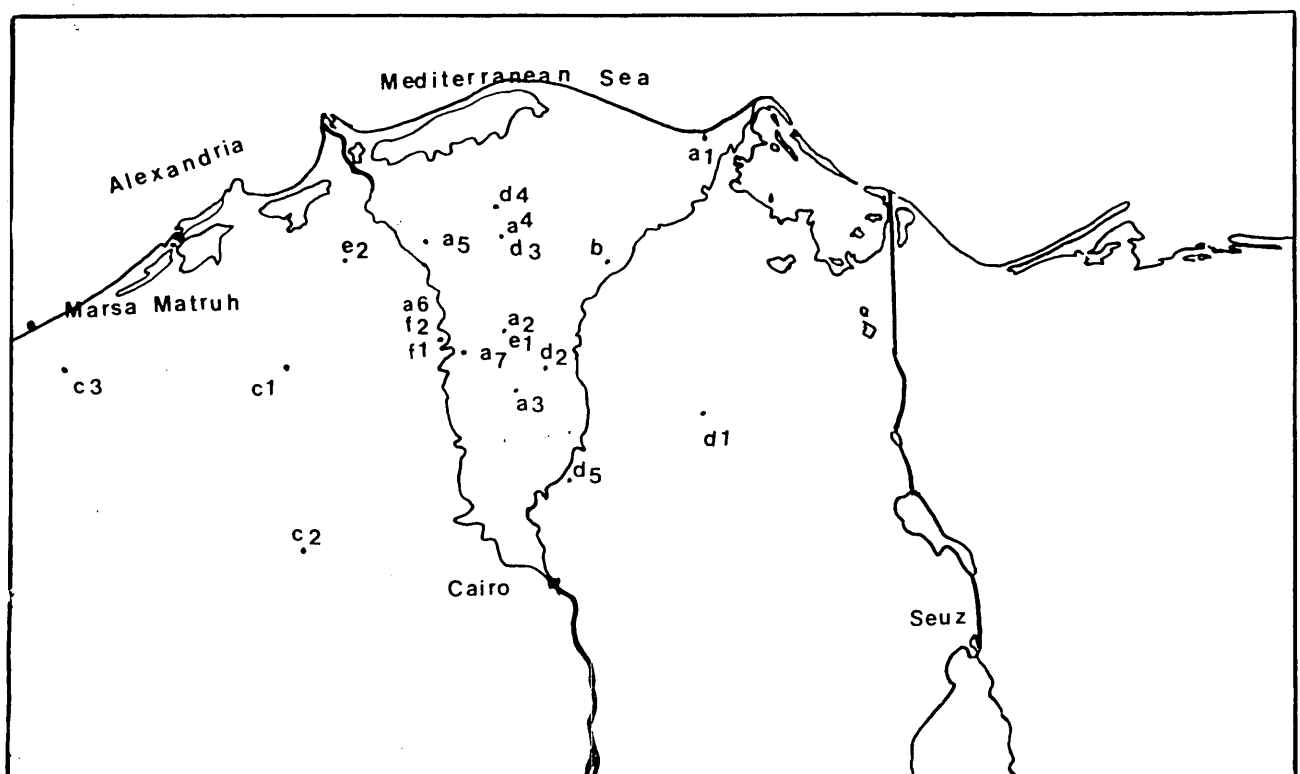 Mediterranean Sea
Alexandria
a1
d4
a4
a5
d3
b
e2
Marsa Matruh
a6
f2
a2
f1
e1
a7
d2
c3
c1
a3
d1
d5
c2
Cairo
Seuz